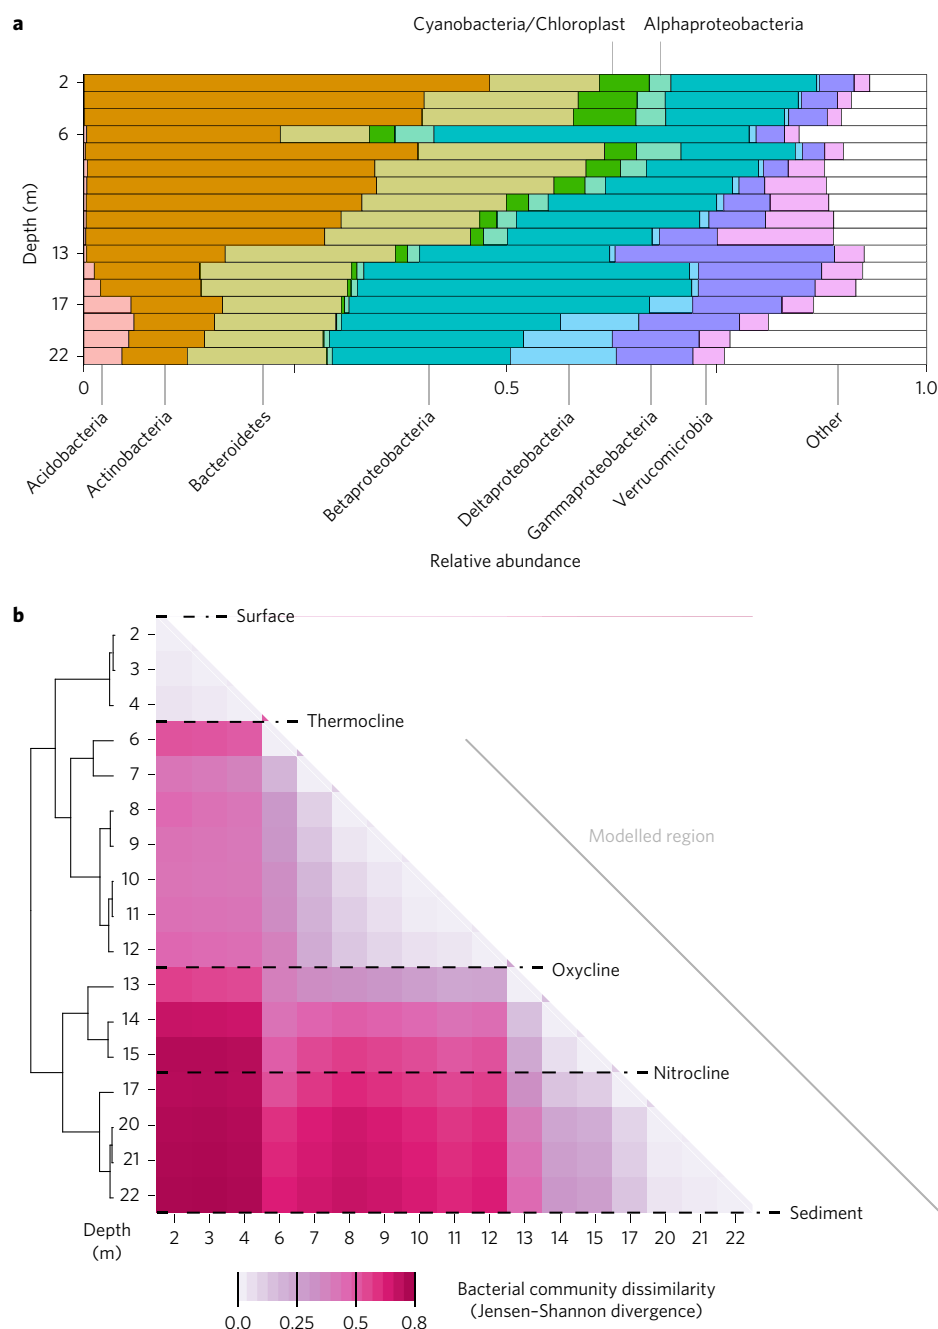 a
Cyanobacteria/Chloroplast
Alphaproteobacteria
2
6
13
17
22
Depth (m)
0
0.5
1.0
Acidobacteria
Actinobacteria
Bacteroidetes
Betaproteobacteria
Deltaproteobacteria
Gammaproteobacteria
Verrucomicrobia
Other
Relative abundance
b
Surface
2
3
4
Thermocline
6
7
8
Modelled region
9
10
11
12
Oxycline
13
14
15
Nitrocline
17
20
21
22
Sediment
Depth
(m)
2 3 4 6 7 8 9 10 11 12 13 14 15 17 20 21 22
0.0 0.25 0.5 0.8
Bacterial community dissimilarity
(Jensen–Shannon divergence)